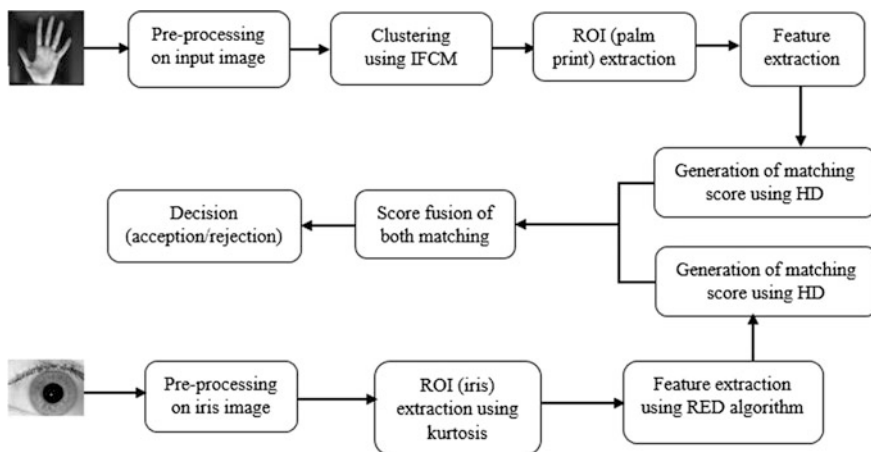 Pre-processing
on input image
Clustering
using IFCM
ROI (palm
print) extraction
Feature
extraction
Generation of matching
score using HD
Decision
(acception/rejection)
Score fusion of
both matching
Generation of matching
score using HD
Pre-processing
on iris image
ROI (iris)
extraction using
kurtosis
Feature extraction
using RED algorithm